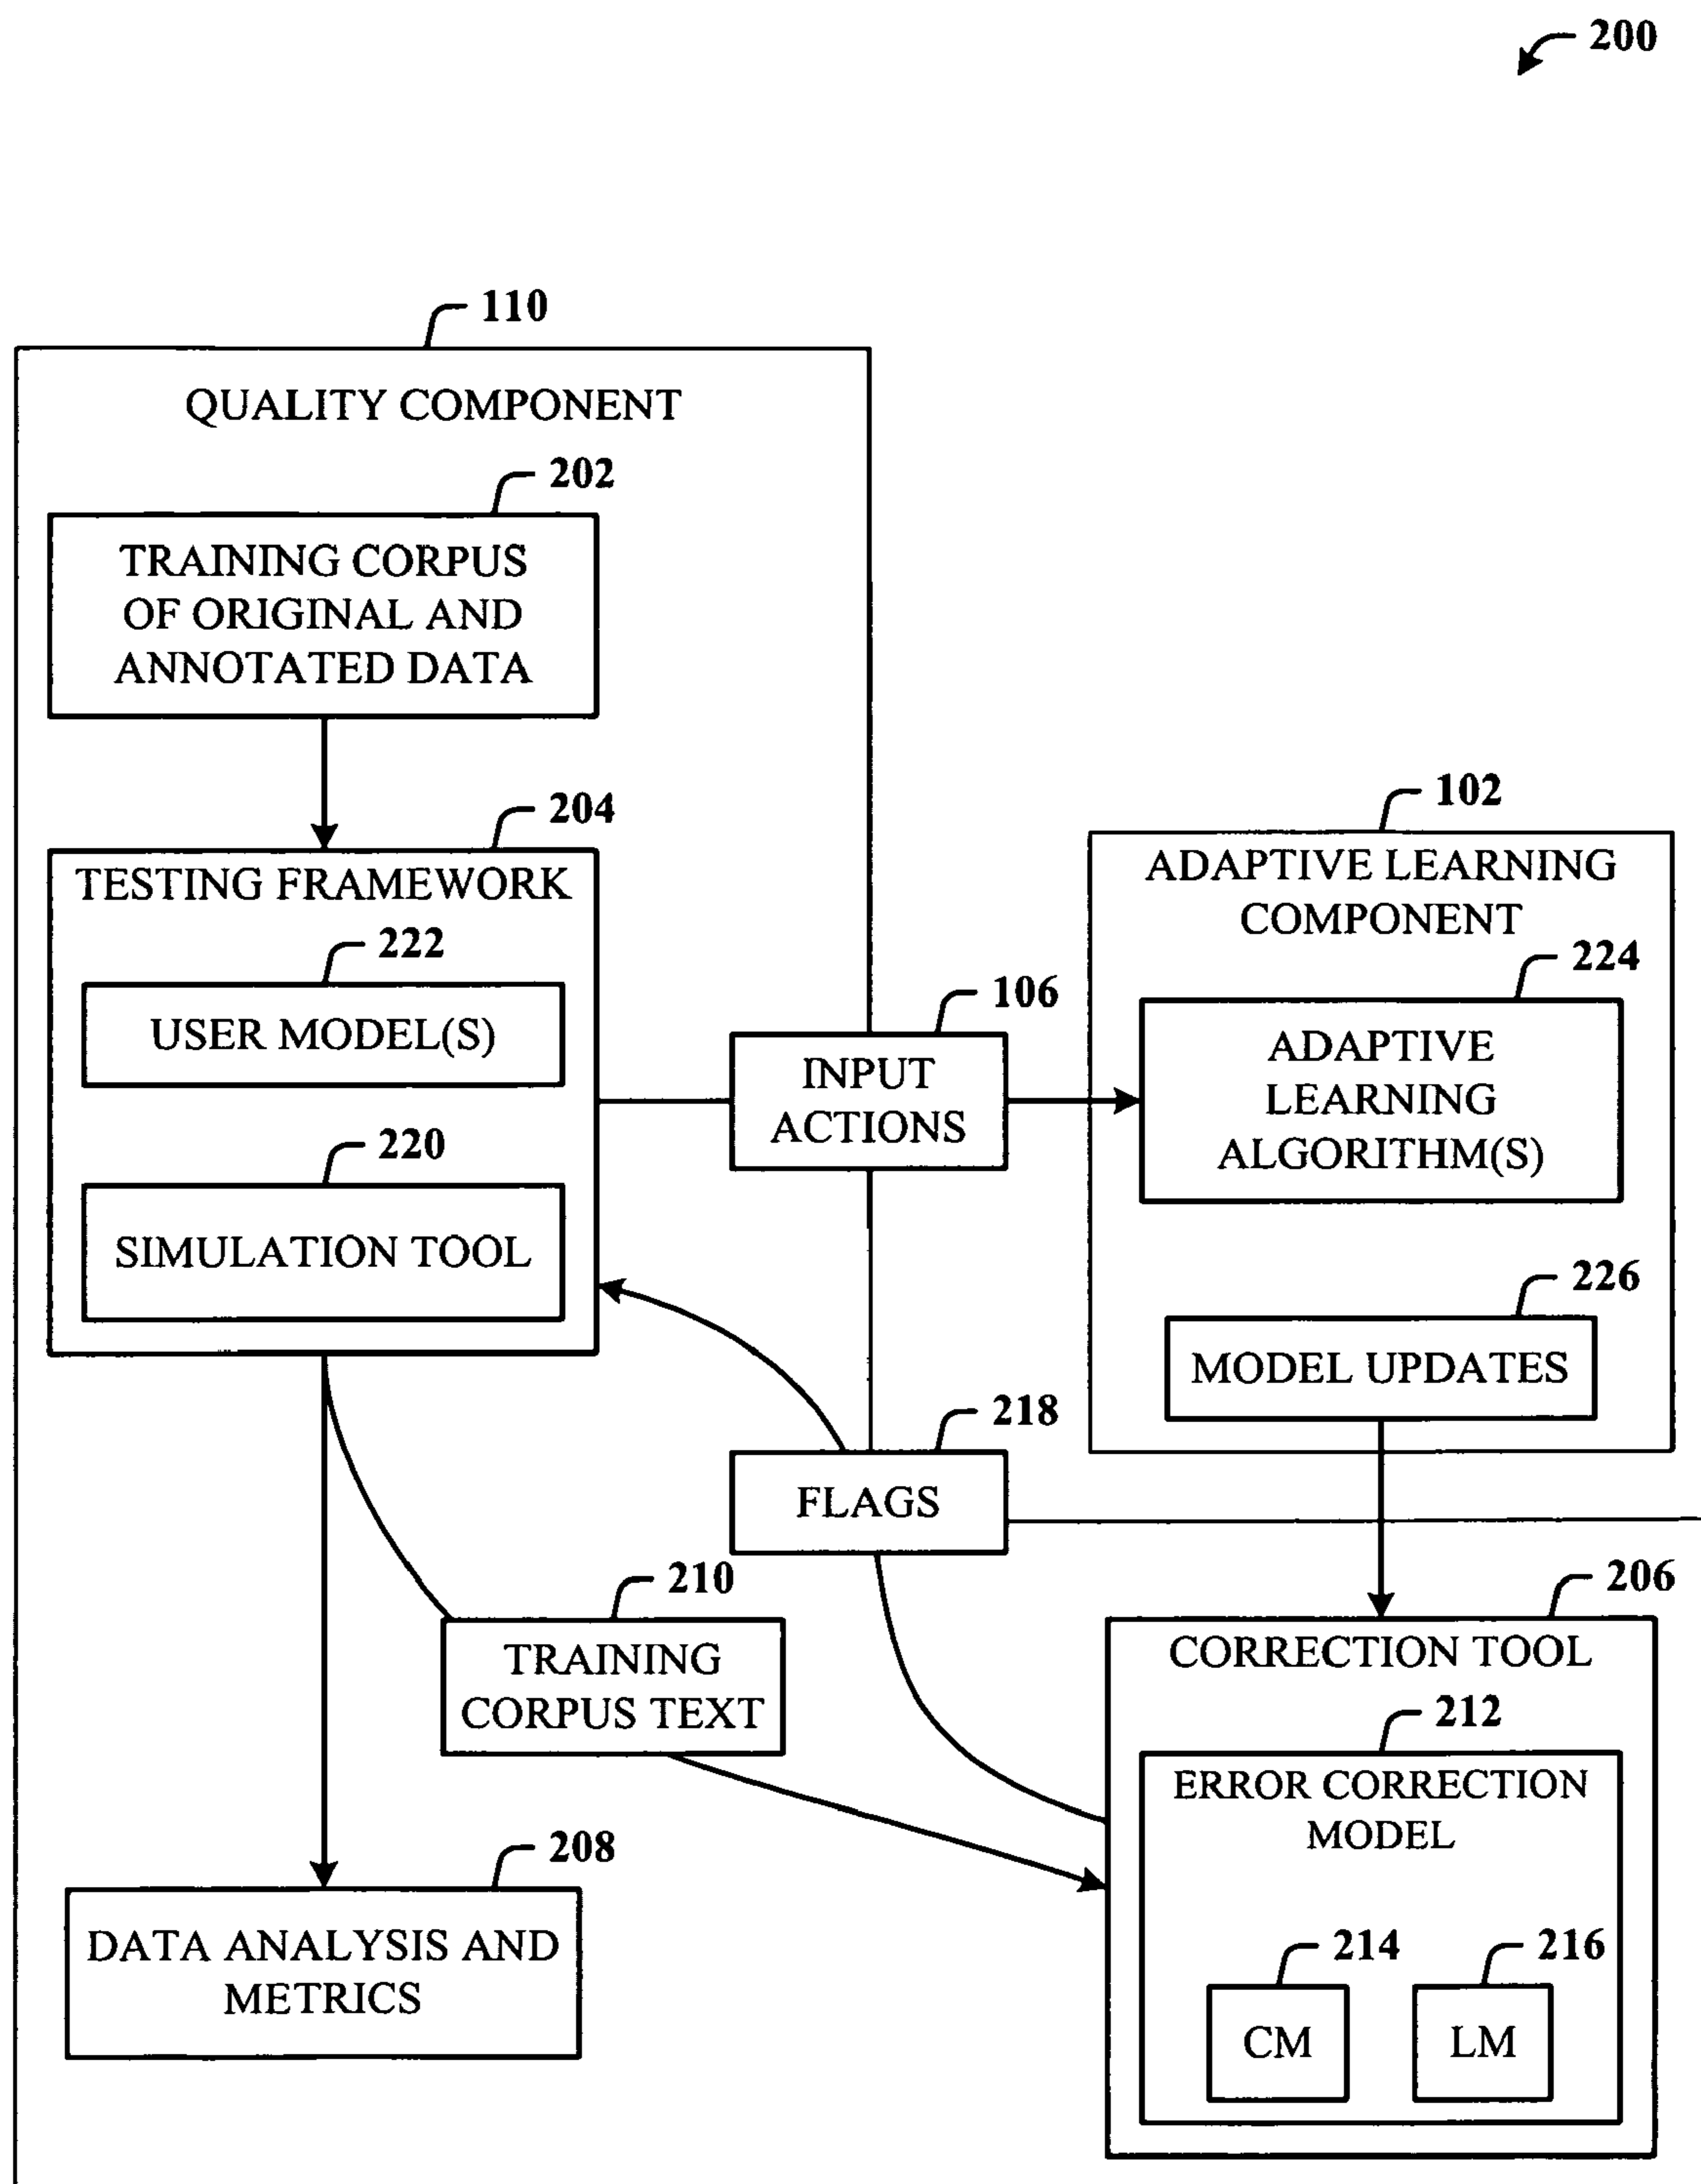 200
110
QUALITY COMPONENT
202
TRAINING CORPUS
OF ORIGINAL AND
ANNOTATED DATA
204
TESTING FRAMEWORK
222
USER MODEL(S)
220
SIMULATION TOOL
106
INPUT
ACTIONS
102
ADAPTIVE LEARNING
COMPONENT
224
ADAPTIVE
LEARNING
ALGORITHM(S)
226
MODEL UPDATES
218
FLAGS
210
TRAINING
CORPUS TEXT
206
CORRECTION TOOL
212
ERROR CORRECTION
MODEL
214
CM
216
LM
208
DATA ANALYSIS AND
METRICS